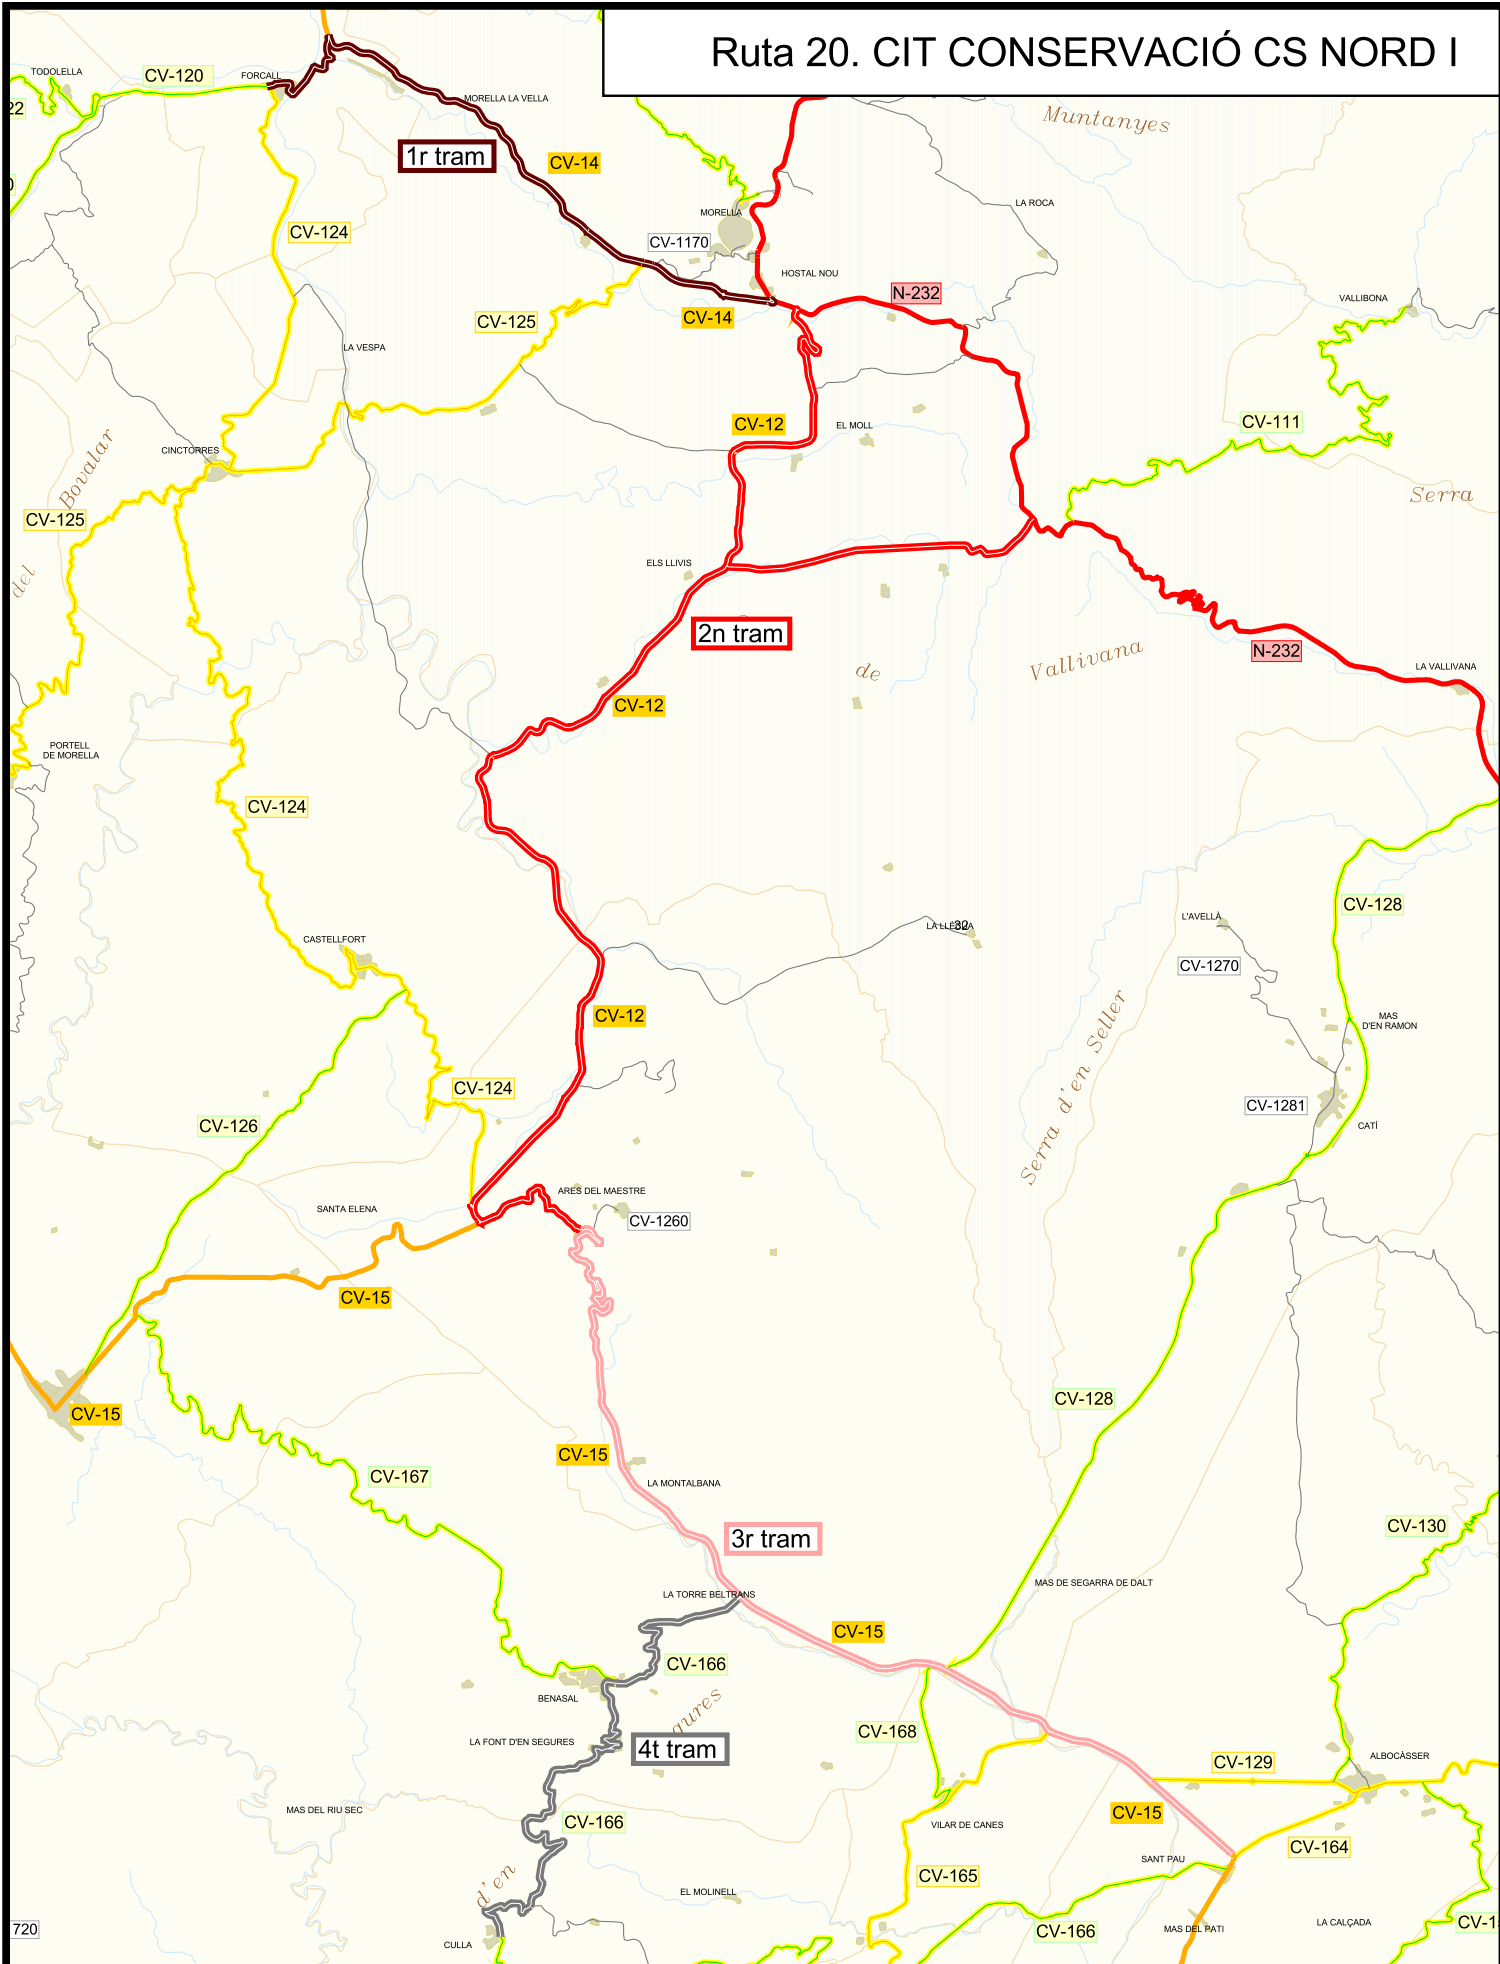 Ruta 20. CIT CONSERVACIÓ CS NORD I
TODOLELLA
CV-120
FORCALL
22
MORELLA LA VELLA
Muntanyes
1r tram
CV-14
LA ROCA
MORELLA
CV-124
CV-1170
HOSTAL NOU
N-232
VALLIBONA
CV-14
CV-125
LA VESPA
CV-12
EL MOLL
CV-111
CINCTORRES
Bovalar
Serra
CV-125
del
ELS LLIVIS
2n tram
de
Vallivana
N-232
LA VALLIVANA
CV-12
PORTELL
DE MORELLA
CV-124
CV-128
L'AVELLÀ
32
CASTELLFORT
CV-1270
CV-12
MAS
D'EN RAMON
Serra d'en Seller
CV-124
CV-1281
CV-126
CATÍ
ARES DEL MAESTRE
SANTA ELENA
CV-1260
CV-15
CV-128
CV-15
CV-15
CV-167
LA MONTALBANA
CV-130
3r tram
MAS DE SEGARRA DE DALT
LA TORRE BELTRANS
CV-15
CV-166
BENASAL
gures
CV-168
LA FONT D'EN SEGURES
4t tram
ALBOCÀSSER
CV-129
MAS DEL RIU SEC
CV-15
CV-166
VILAR DE CANES
CV-164
SANT PAU
d'en
CV-165
EL MOLINELL
720
MAS DEL PATI
LA CALÇADA
CV-1
CV-166
CULLA